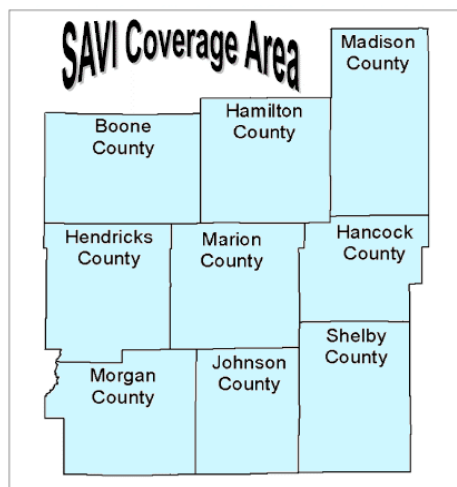 SAVI Coverage Area
Madison
County
Hamilton
County
Boone
County
Hendricks
County
Marion
County
Hancock
County
Shelby
County
Morgan
County
Johnson
County